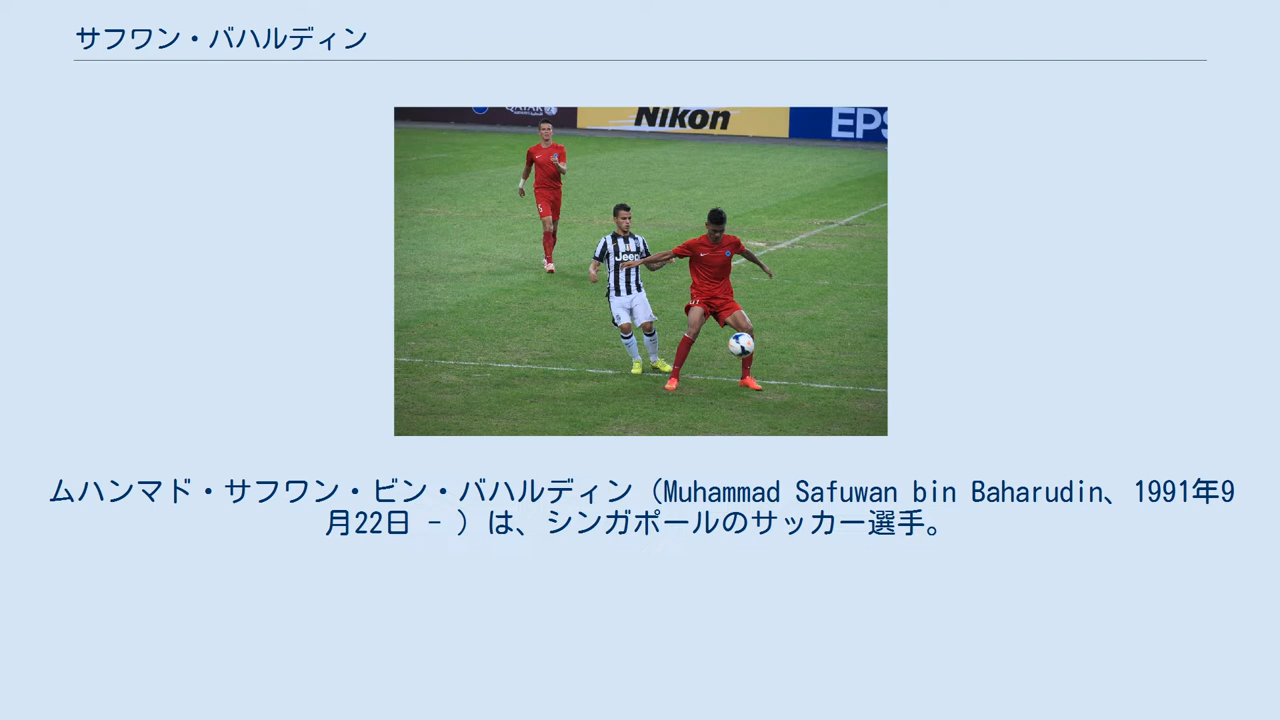 サフワン・バハルディン
QATAR
Nikon
EPS
Jeep
ムハンマド・サフワン・ビン・バハルディン（Muhammad Safuwan bin Baharudin、1991年9
月22日 - ）は、シンガポールのサッカー選手。